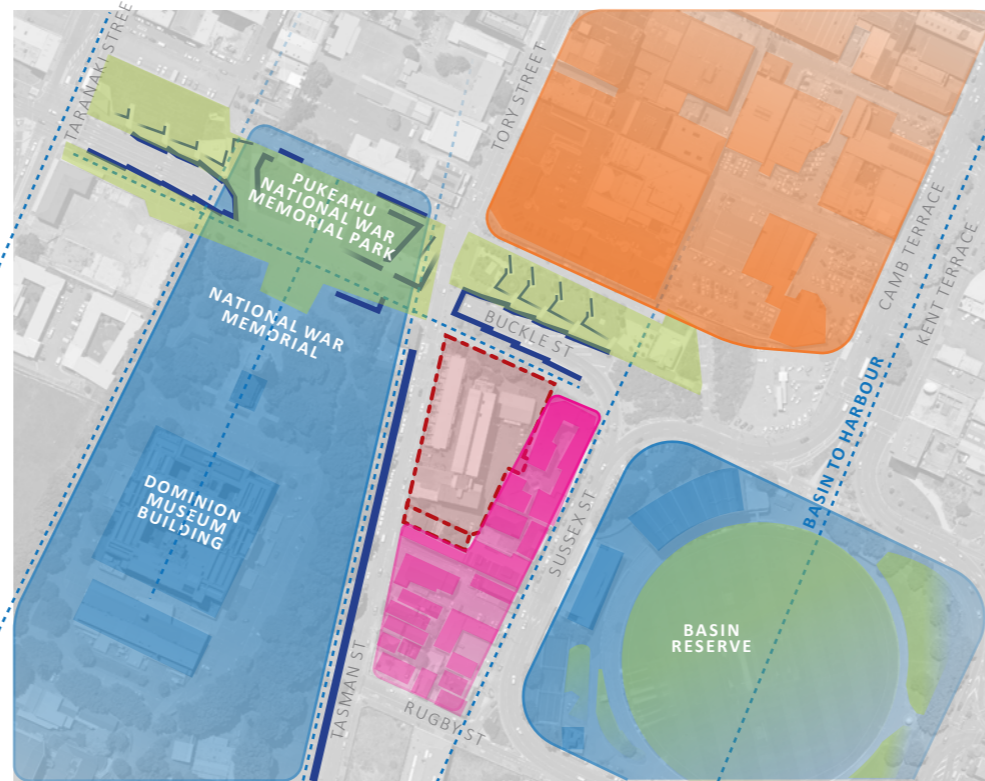 TARANAKI STREE
TORY STREET
PUKEAHU
NATIONAL WAR
MEMORIAL PARK
CAMB TERRACE
KENT TERRACE
NATIONAL WAR
MEMORIAL
BUCKLE ST
BASIN TO HARBOUR
DOMINION
MUSEUM
BUILDING
SUSSEX ST
BASIN
RESERVE
TASMAN ST
RUGBY ST